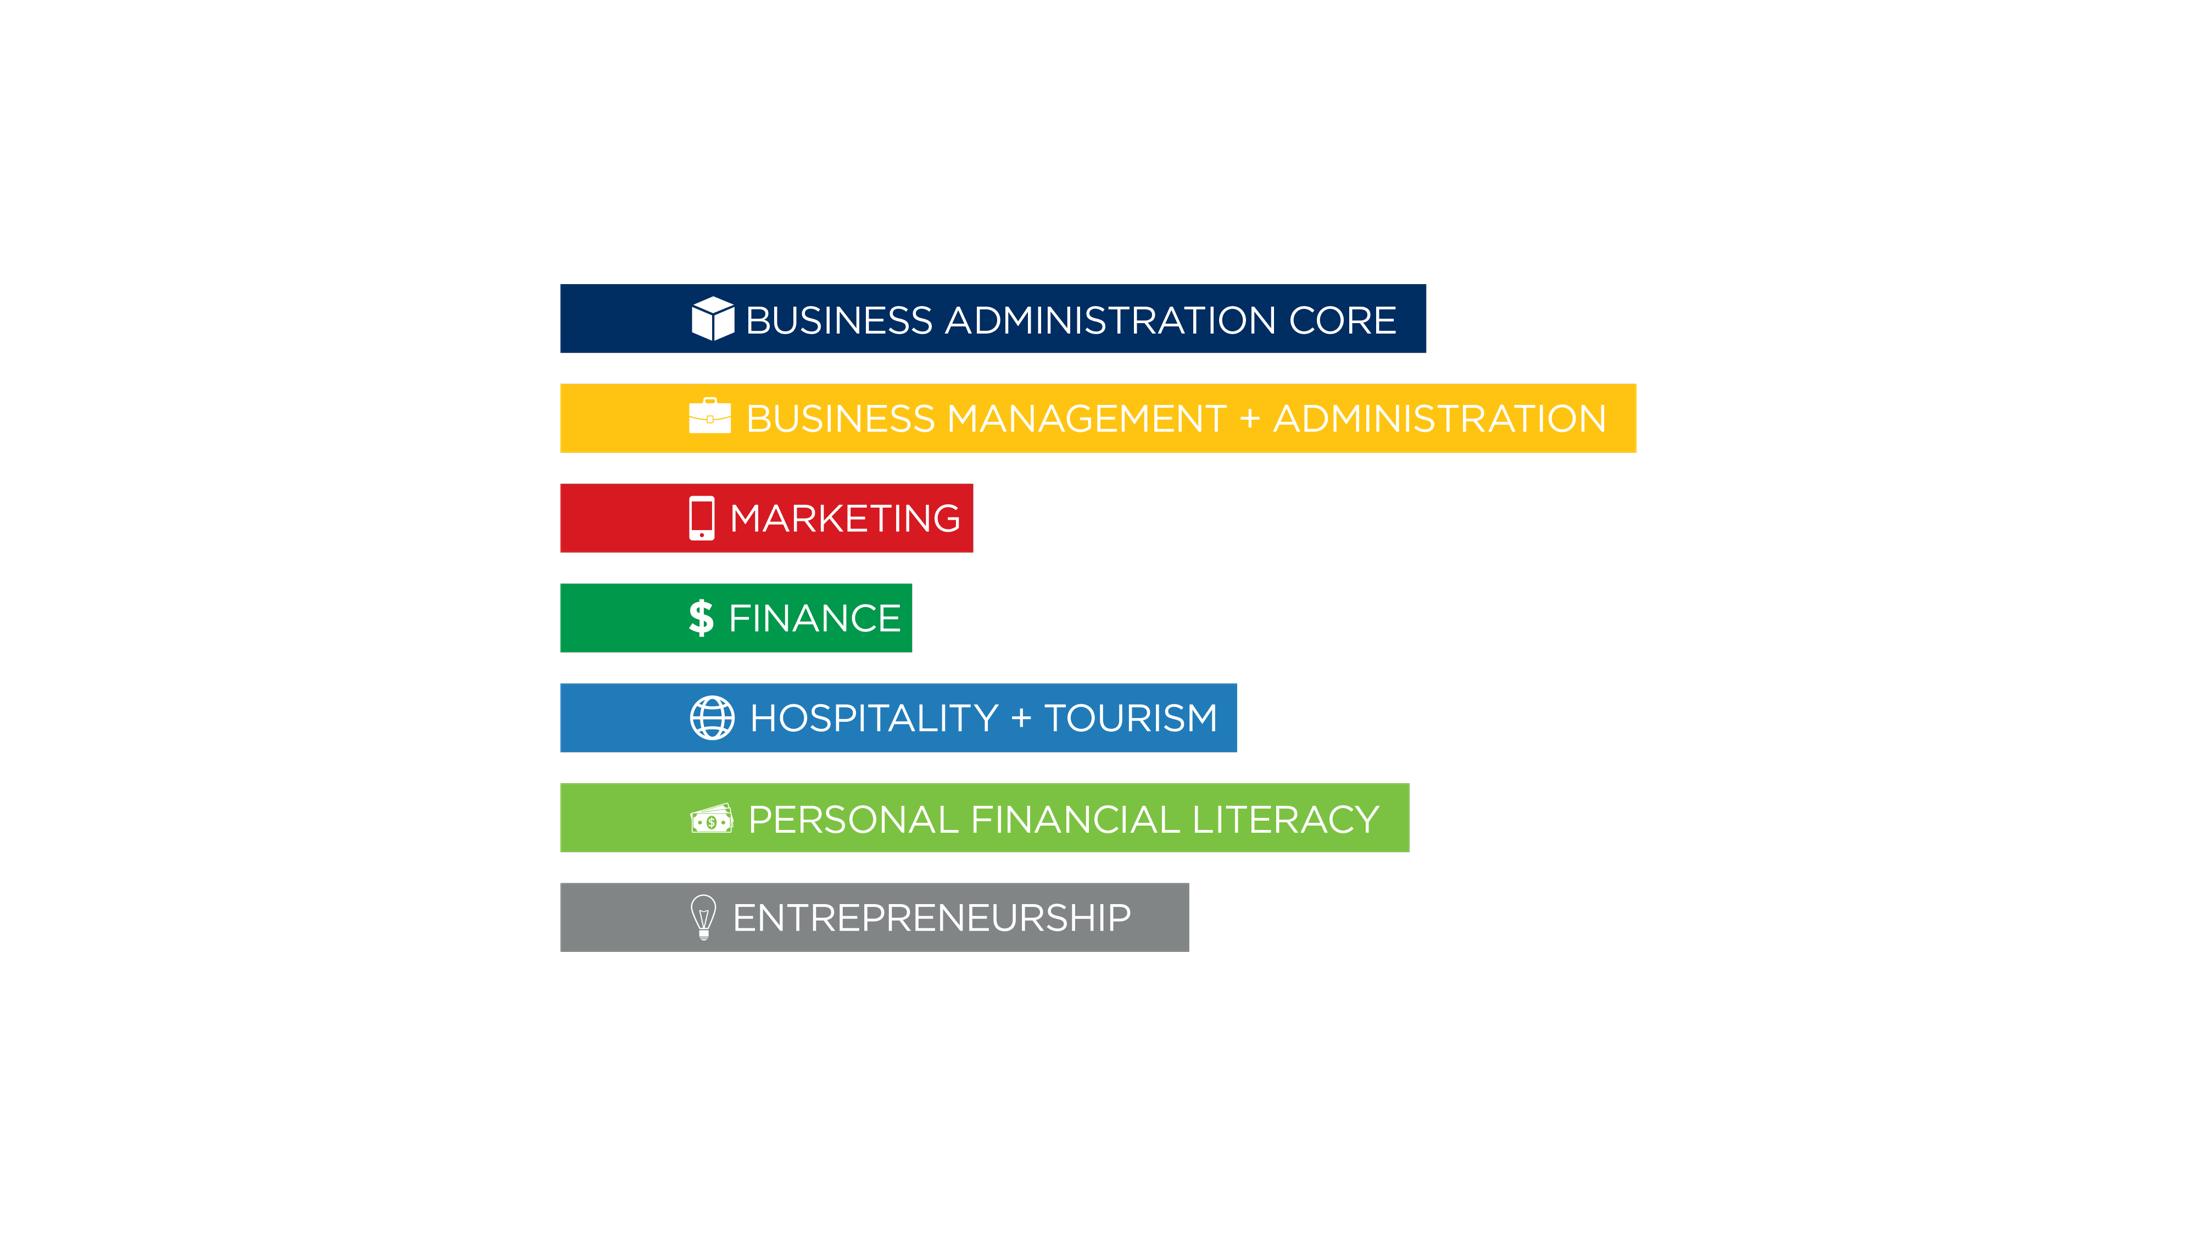 BUSINESS ADMINISTRATION CORE
BUSINESS MANAGEMENT + ADMINISTRATION
MARKETING
$ FINANCE
HOSPITALITY + TOURISM
PERSONAL FINANCIAL LITERACY
ENTREPRENEURSHIP